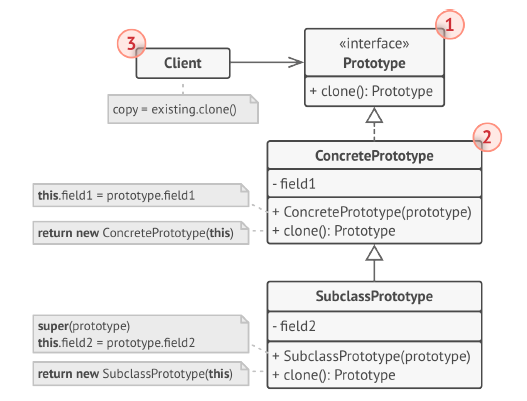 1
«interface»
Prototype
+ clone(): Prototype
3
Client
copy = existing.clone()
2
ConcretePrototype
- field1
+ ConcretePrototype(prototype)
+ clone(): Prototype
this.field1 = prototype.field1
return new ConcretePrototype(this)
SubclassPrototype
- field2
+ SubclassPrototype(prototype)
+ clone(): Prototype
super(prototype)
this.field2 = prototype.field2
return new SubclassPrototype(this)